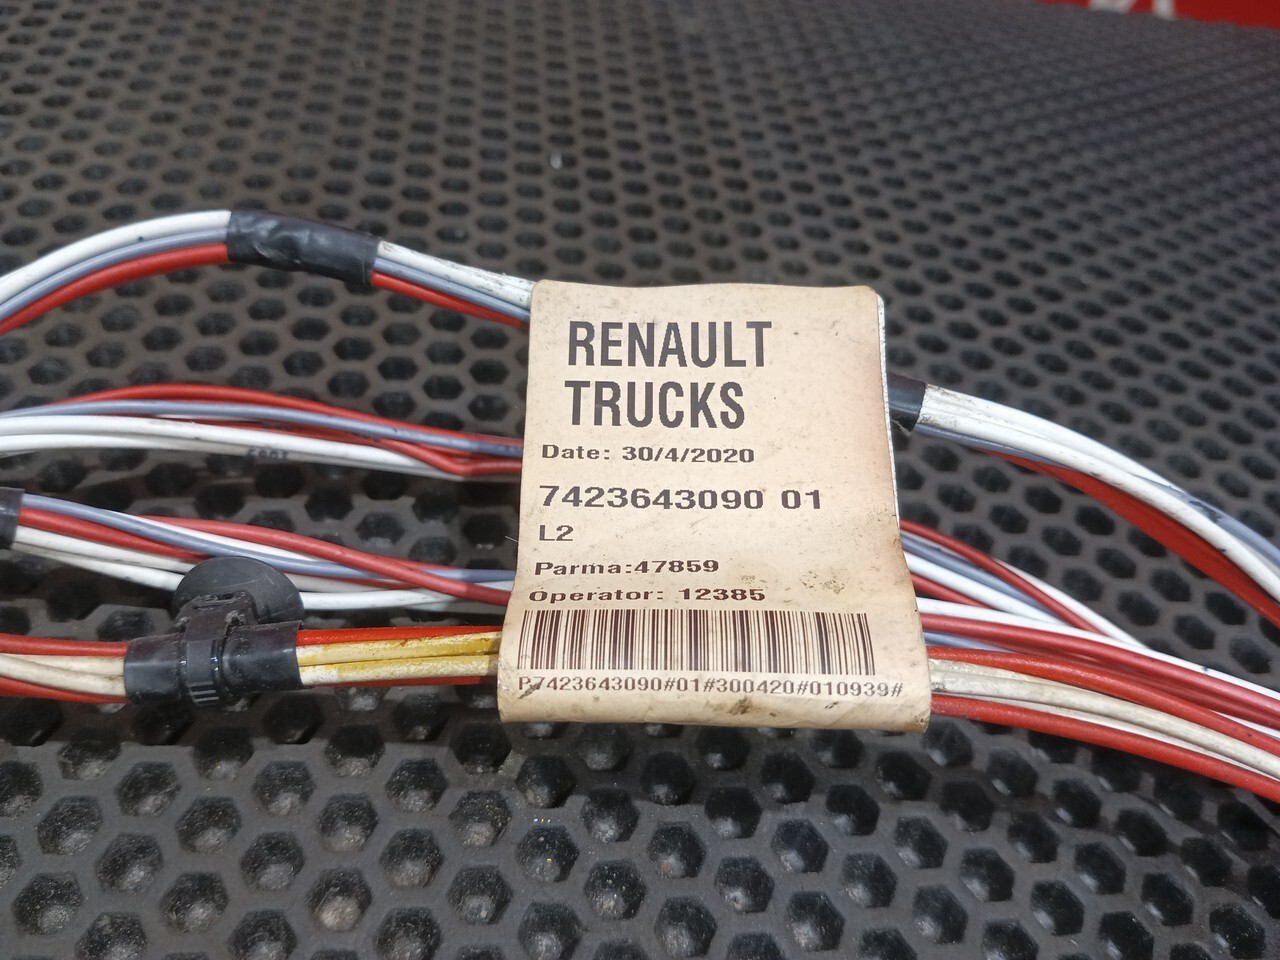 RENAULT
TRUCKS
Date: 30/4/2020
7423643090 01
L2
Parma:47859
Operator: 12385
P7423643090#01#300420#010939#